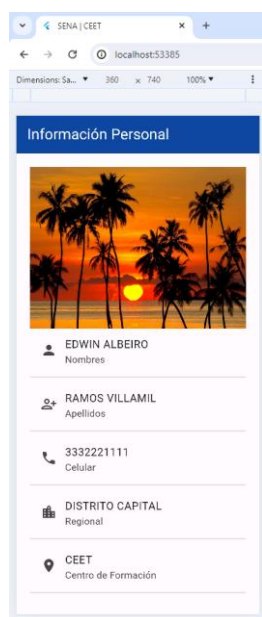 SENA | CEET
localhost:53385
Dimensions: Sa... 360 x 740 100%
Información Personal
EDWIN ALBEIRO
Nombres
RAMOS VILLAMIL
Apellidos
3332221111
Celular
DISTRITO CAPITAL
Regional
CEET
Centro de Formación